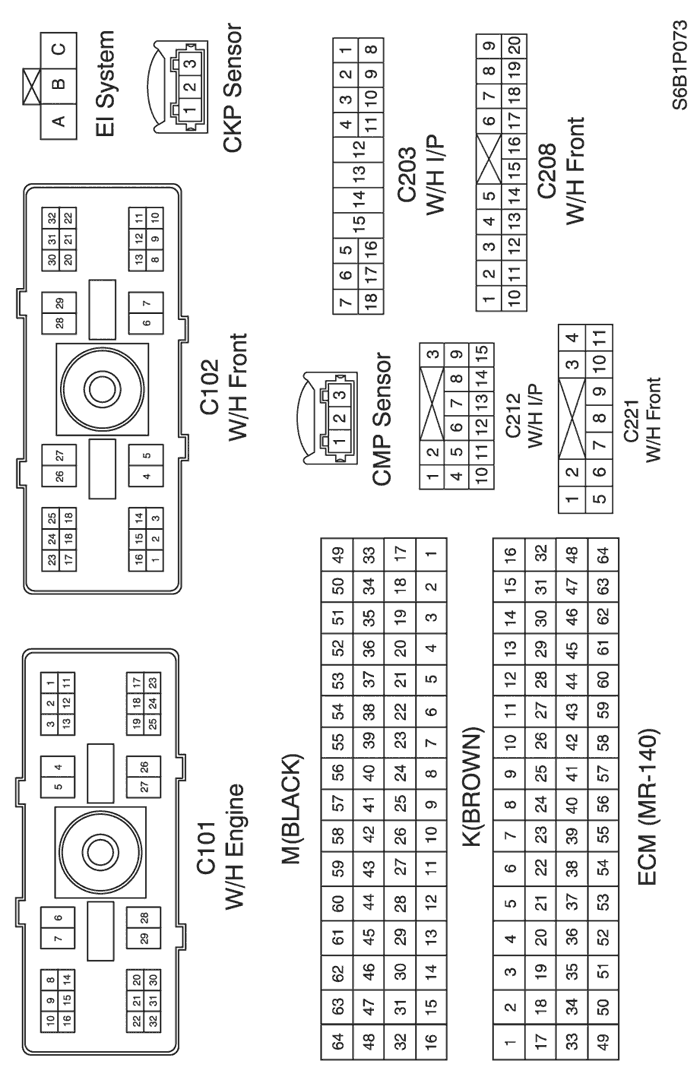 10 9 8 7 6 5 4 3 2 1
16 15 14 13 12 11
22 21 20 29 28 27 26 19 18 17
32 31 30 25 24 23
C101
W/H Engine
23 24 25 26 27 28 29 30 31 32
17 18 18 20 21 22
16 15 14 4 5 6 7 13 12 11
1 2 3 8 9 10
C102
W/H Front
A B C
EI System
1 2 3
CKP Sensor
M(BLACK)
64 63 62 61 60 59 58 57 56 55 54 53 52 51 50 49
48 47 46 45 44 43 42 41 40 39 38 37 36 35 34 33
32 31 30 29 28 27 26 25 24 23 22 21 20 19 18 17
16 15 14 13 12 11 10 9 8 7 6 5 4 3 2 1
K(BROWN)
1 2 3 4 5 6 7 8 9 10 11 12 13 14 15 16
17 18 19 20 21 22 23 24 25 26 27 28 29 30 31 32
33 34 35 36 37 38 39 40 41 42 43 44 45 46 47 48
49 50 51 52 53 54 55 56 57 58 59 60 61 62 63 64
ECM (MR-140)
1 2 3
CMP Sensor
7 6 5 4 3 2 1
15 14 13 12
18 17 16 11 10 9 8
C203
W/H I/P
1 2 3
4 5 6 7 8 9
10 11 12 13 14 15
C212
W/H I/P
1 2 3 4 5 6 7 8 9
10 11 12 13 14 15 16 17 18 19 20
C208
W/H Front
1 2 3 4
5 6 7 8 9 10 11
C221
W/H Front
S6B1P073